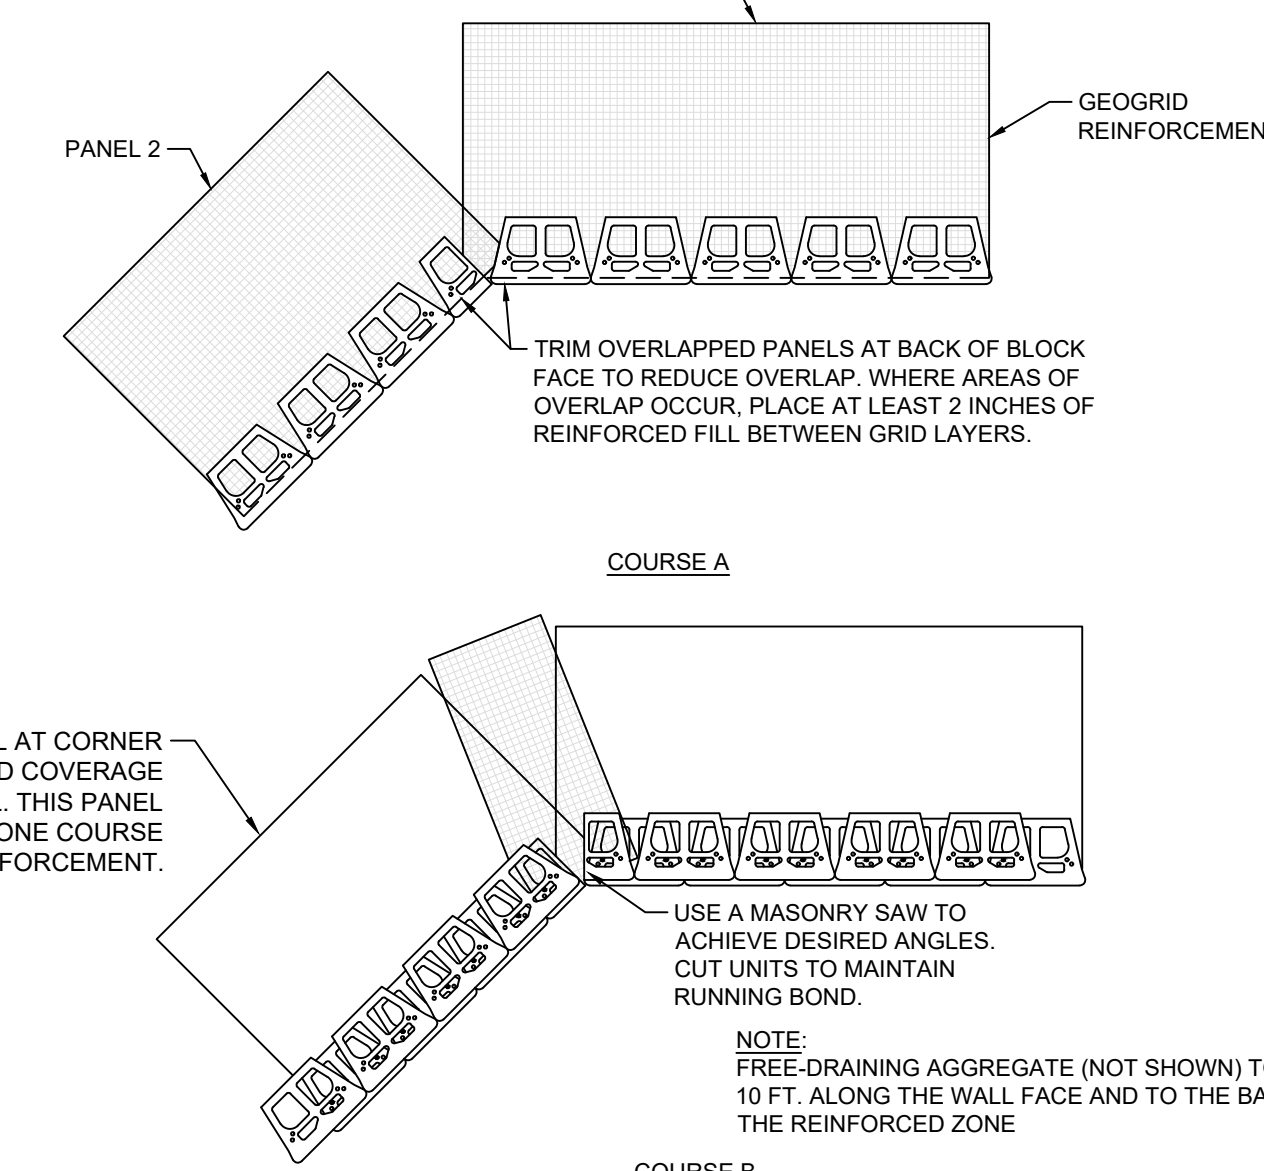 GEOGRID
REINFORCEMEN
PANEL 2
TRIM OVERLAPPED PANELS AT BACK OF BLOCK
FACE TO REDUCE OVERLAP. WHERE AREAS OF
OVERLAP OCCUR, PLACE AT LEAST 2 INCHES OF
REINFORCED FILL BETWEEN GRID LAYERS.
COURSE A
L AT CORNER
D COVERAGE
. THIS PANEL
ONE COURSE
FORCEMENT.
USE A MASONRY SAW TO
ACHIEVE DESIRED ANGLES.
CUT UNITS TO MAINTAIN
RUNNING BOND.
NOTE:
FREE-DRAINING AGGREGATE (NOT SHOWN) TO
10 FT. ALONG THE WALL FACE AND TO THE BA
THE REINFORCED ZONE
COURSE B